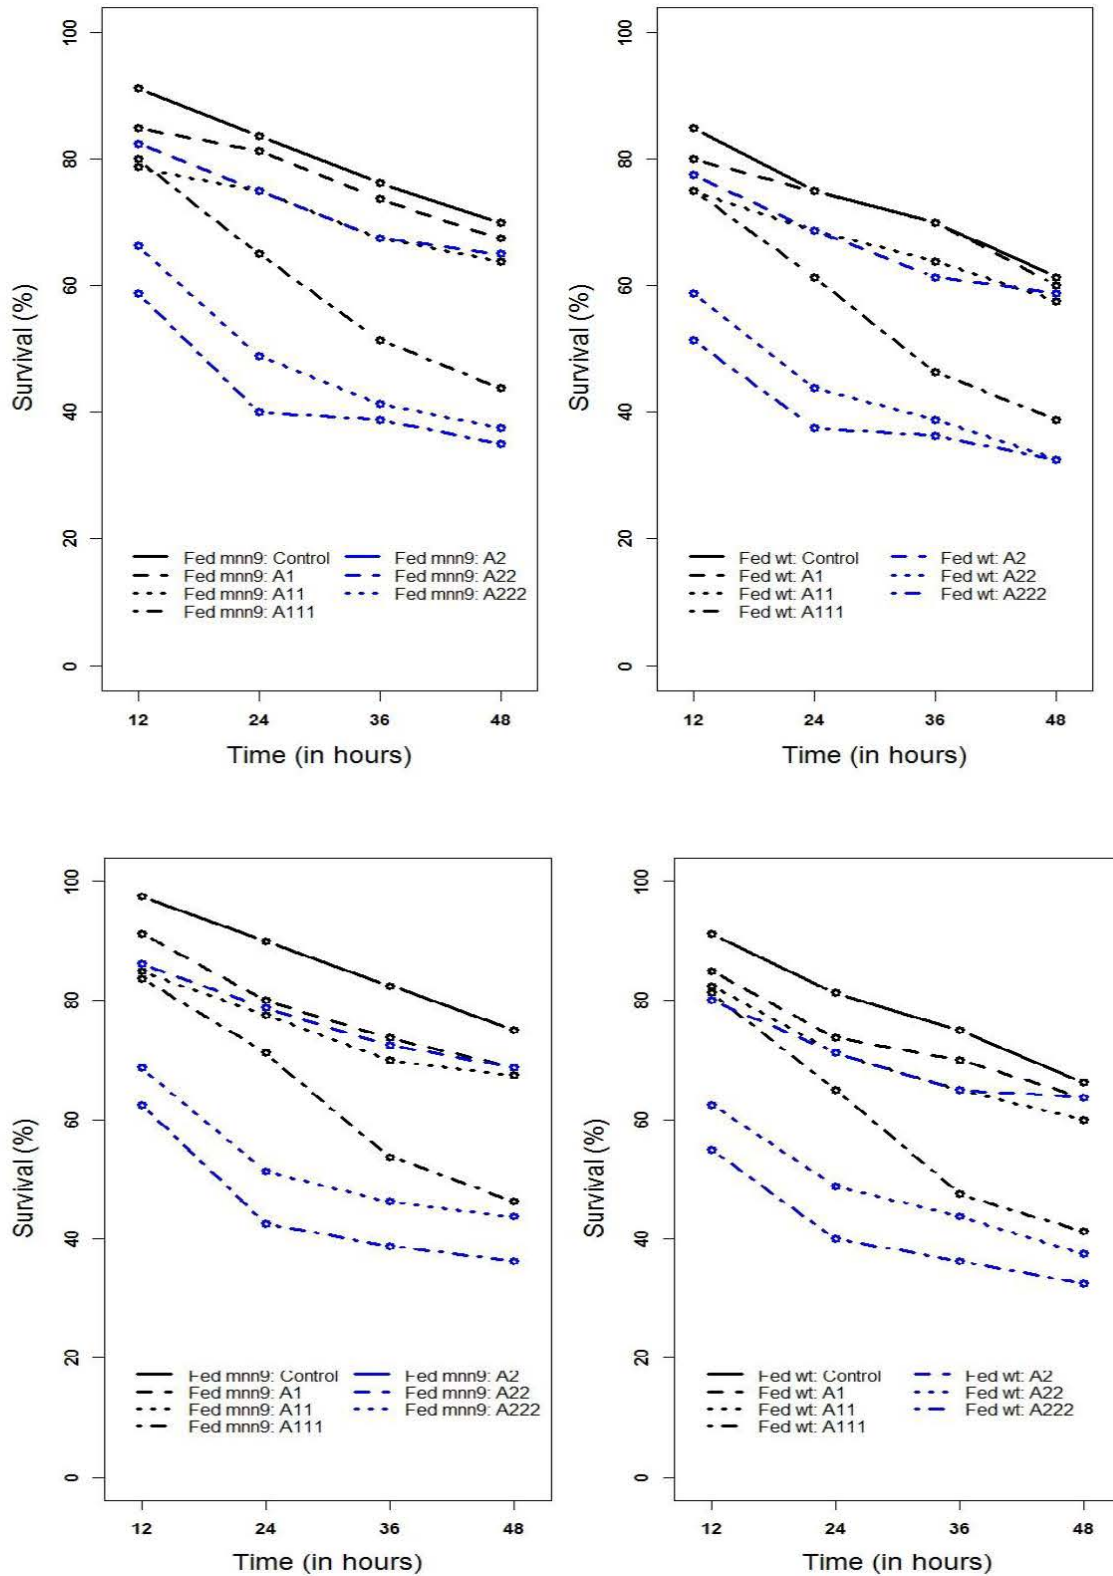 100
80
60
40
20
0
Survival (%)
Fed mnn9: Control
Fed mnn9: A1
Fed mnn9: A11
Fed mnn9: A111
Fed mnn9: A2
Fed mnn9: A22
Fed mnn9: A222
12 24 36 48
Time (in hours)
100
80
60
40
20
0
Survival (%)
Fed wt: Control
Fed wt: A1
Fed wt: A11
Fed wt: A111
Fed wt: A2
Fed wt: A22
Fed wt: A222
12 24 36 48
Time (in hours)
100
80
60
40
20
0
Survival (%)
Fed mnn9: Control
Fed mnn9: A1
Fed mnn9: A11
Fed mnn9: A111
Fed mnn9: A2
Fed mnn9: A22
Fed mnn9: A222
12 24 36 48
Time (in hours)
100
80
60
40
20
0
Survival (%)
Fed wt: Control
Fed wt: A1
Fed wt: A11
Fed wt: A111
Fed wt: A2
Fed wt: A22
Fed wt: A222
12 24 36 48
Time (in hours)